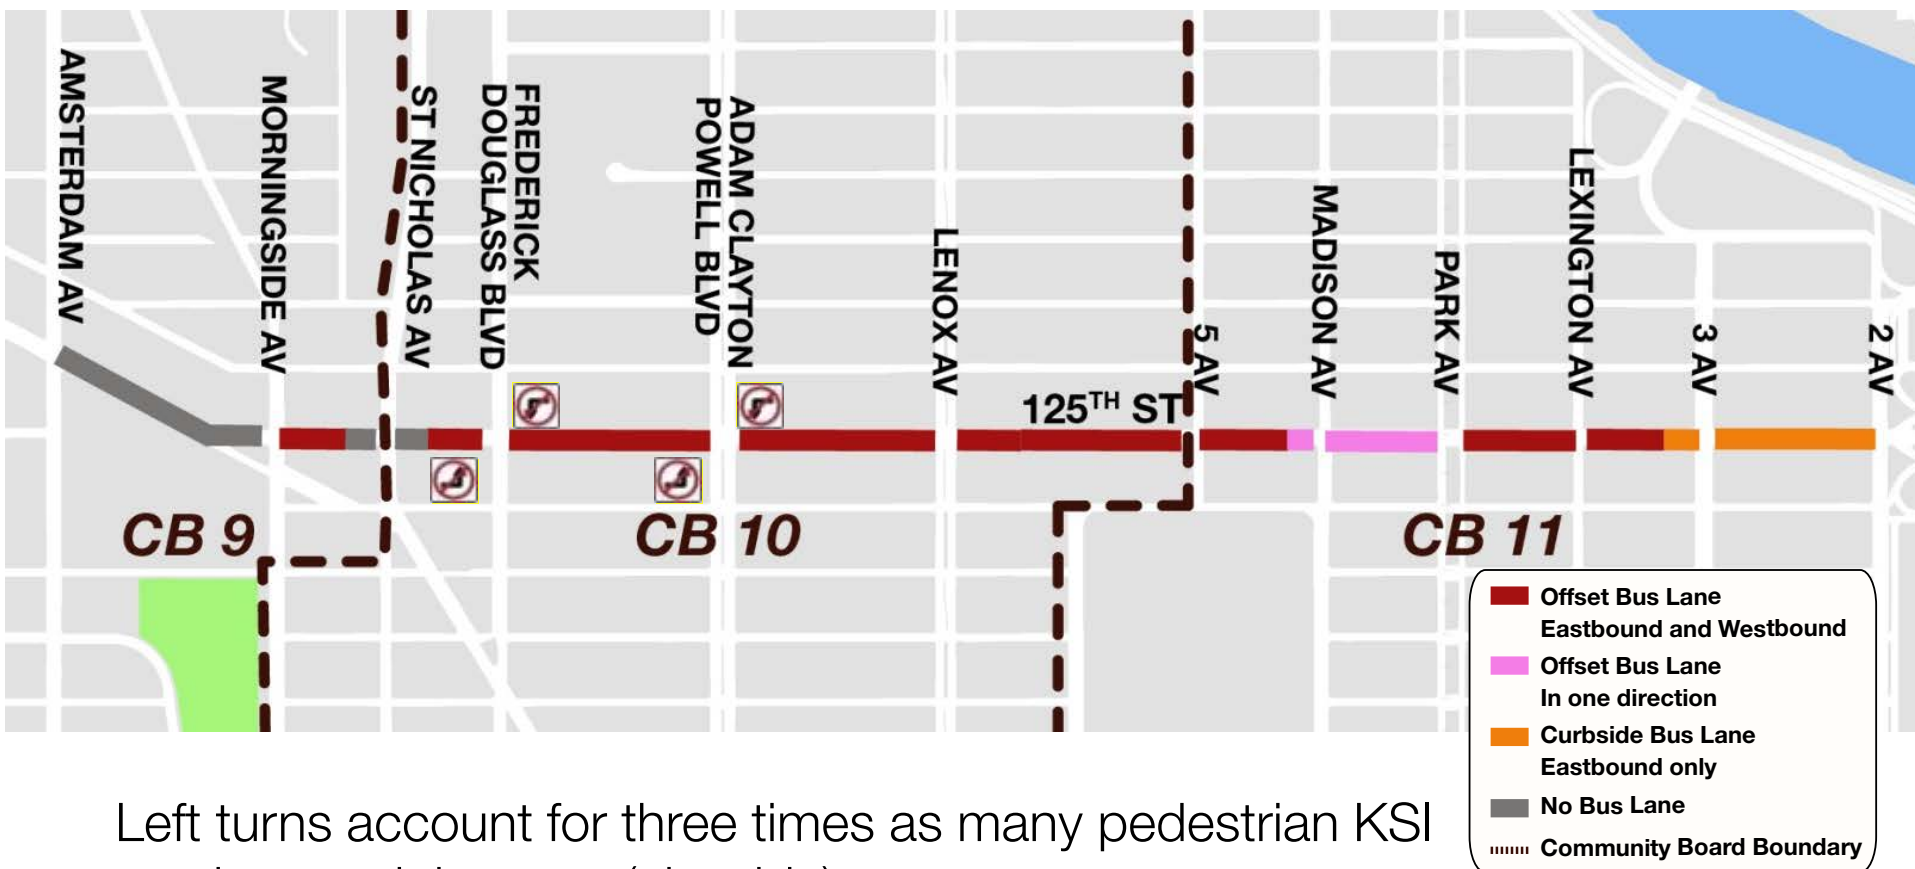 AMSTERDAM AV
MORNINGSIDE AV
ST NICHOLAS AV
FREDERICK
DOUGLASS BLVD
ADAM CLAYTON
POWELL BLVD
LENOX AV
5 AV
MADISON AV
PARK AV
LEXINGTON AV
3 AV
2 AV
125TH ST
CB 9
CB 10
CB 11
Offset Bus Lane
Eastbound and Westbound
Offset Bus Lane
In one direction
Curbside Bus Lane
Eastbound only
No Bus Lane
Community Board Boundary
Left turns account for three times as many pedestrian KSI